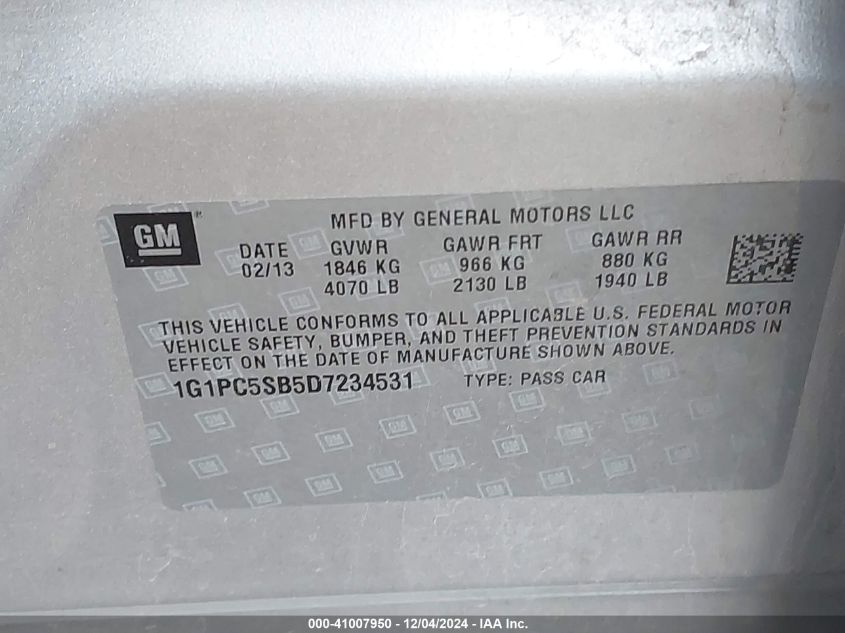 GM
MFD BY GENERAL MOTORS LLC
DATE GVWR GAWR FRT GAWR RR
02/13 1846 KG 966 KG 880 KG
4070 LB 2130 LB 1940 LB
THIS VEHICLE CONFORMS TO ALL APPLICABLE U.S. FEDERAL MOTOR
VEHICLE SAFETY, BUMPER, AND THEFT PREVENTION STANDARDS IN
EFFECT ON THE DATE OF MANUFACTURE SHOWN ABOVE.
1G1PC5SB5D7234531 TYPE: PASS CAR
000-41007950 - 12/04/2024 - IAA Inc.